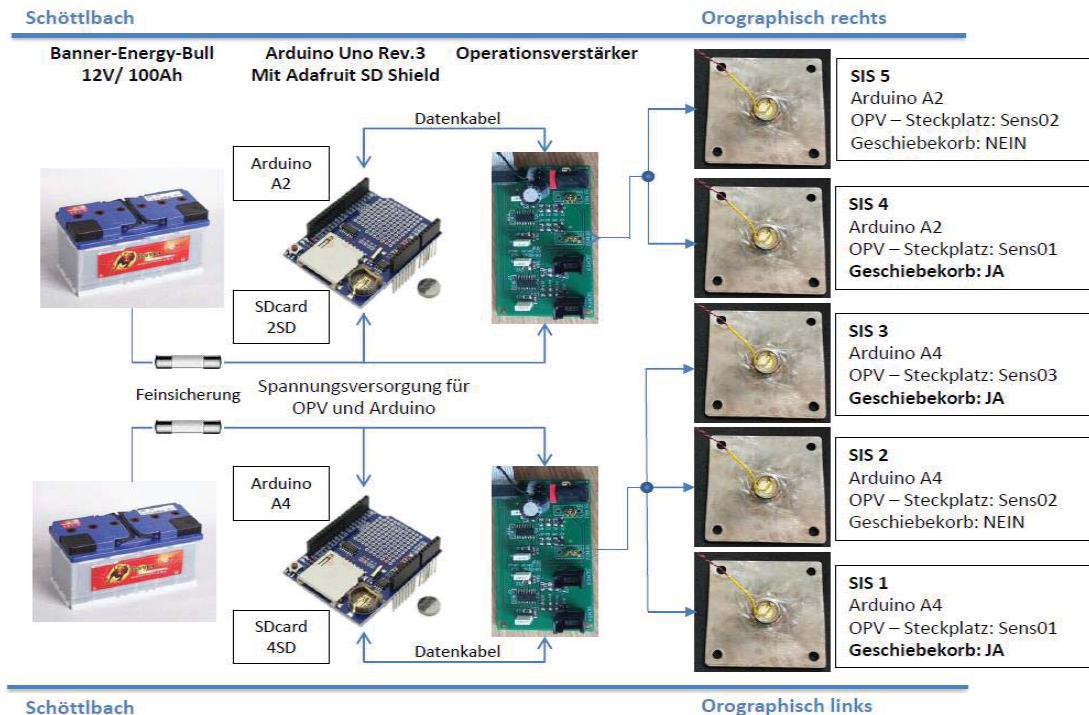 Schöttlbach
Orographisch rechts
Banner-Energy-Bull
12V/ 100Ah
Arduino Uno Rev.3
Mit Adafruit SD Shield
Operationsverstärker
Datenkabel
Arduino
A2
SDcard
2SD
SIS 5
Arduino A2
OPV – Steckplatz: Sens02
Geschiebekorb: NEIN
SIS 4
Arduino A2
OPV – Steckplatz: Sens01
Geschiebekorb: JA
Feinsicherung
Spannungsversorgung für
OPV und Arduino
SIS 3
Arduino A4
OPV – Steckplatz: Sens03
Geschiebekorb: JA
Arduino
A4
SDcard
4SD
Datenkabel
SIS 2
Arduino A4
OPV – Steckplatz: Sens02
Geschiebekorb: NEIN
SIS 1
Arduino A4
OPV – Steckplatz: Sens01
Geschiebekorb: JA
Schöttlbach
Orographisch links